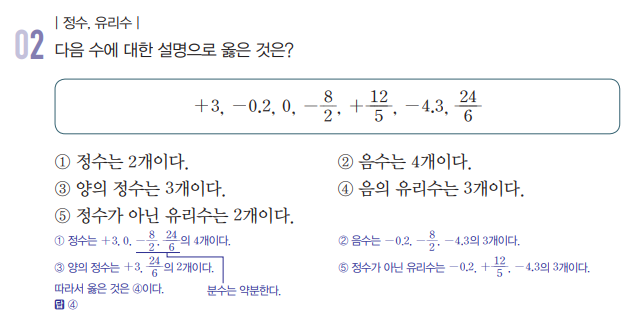 | 정수, 유리수 |
02 다음 수에 대한 설명으로 옳은 것은?
+3, -0.2, 0, -8/2, +12/5, -4.3, 24/6
① 정수는 2개이다. ② 음수는 4개이다.
③ 양의 정수는 3개이다. ④ 음의 유리수는 3개이다.
⑤ 정수가 아닌 유리수는 2개이다.
① 정수는 +3, 0, -8/2, 24/6의 4개이다. ② 음수는 -0.2, -8/2, -4.3의 3개이다.
③ 양의 정수는 +3, 24/6의 2개이다. ⑤ 정수가 아닌 유리수는 -0.2, +12/5, -4.3의 3개이다.
따라서 옳은 것은 ④이다. 분수는 약분한다.
답 ④